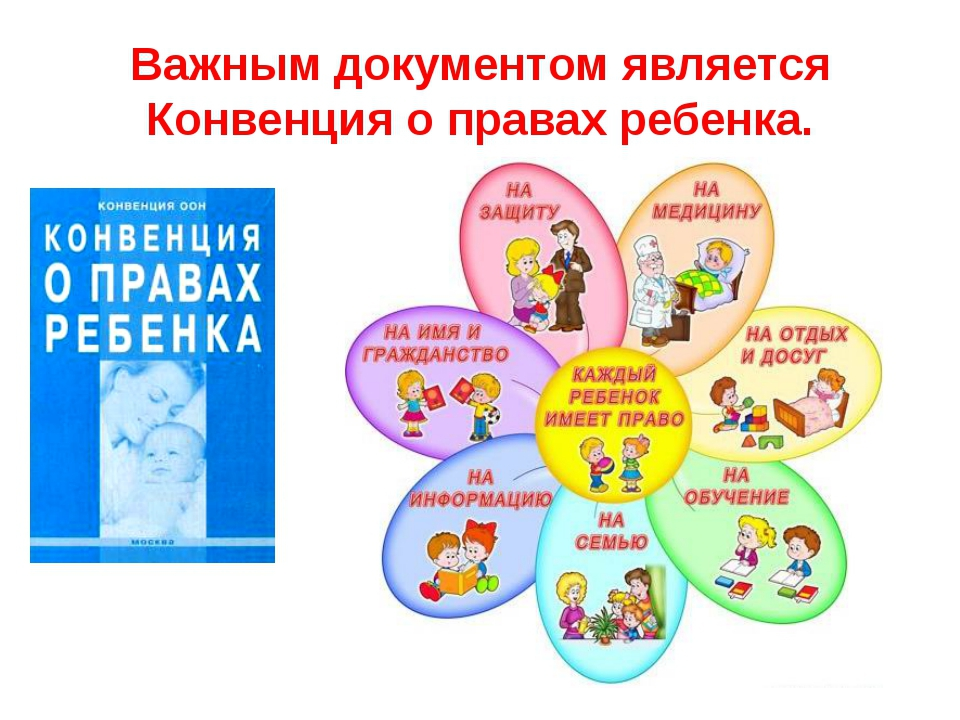 Важным документом является
Конвенция о правах ребенка.
КОНВЕНЦИЯ ООН
КОНВЕНЦИЯ
О ПРАВАХ
РЕБЕНКА
МОСКВА
НА
ЗАЩИТУ
НА
МЕДИЦИНУ
НА ИМЯ И
ГРАЖДАНСТВО
НА ОТДЫХ
И ДОСУГ
КАЖДЫЙ
РЕБЕНОК
ИМЕЕТ ПРАВО
НА
ИНФОРМАЦИЮ
НА
СЕМЬЮ
НА
ОБУЧЕНИЕ